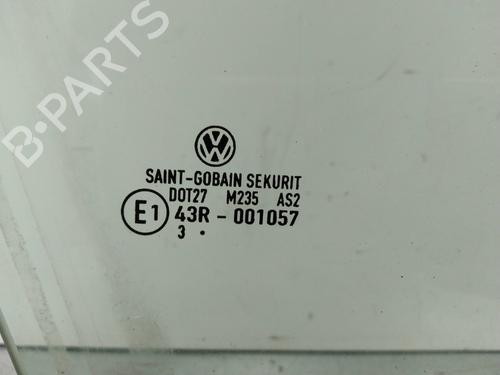 B-PARTS
SAINT-GOBAIN SEKURIT
DOT27 M235 AS2
E1 43R - 001057
3 .